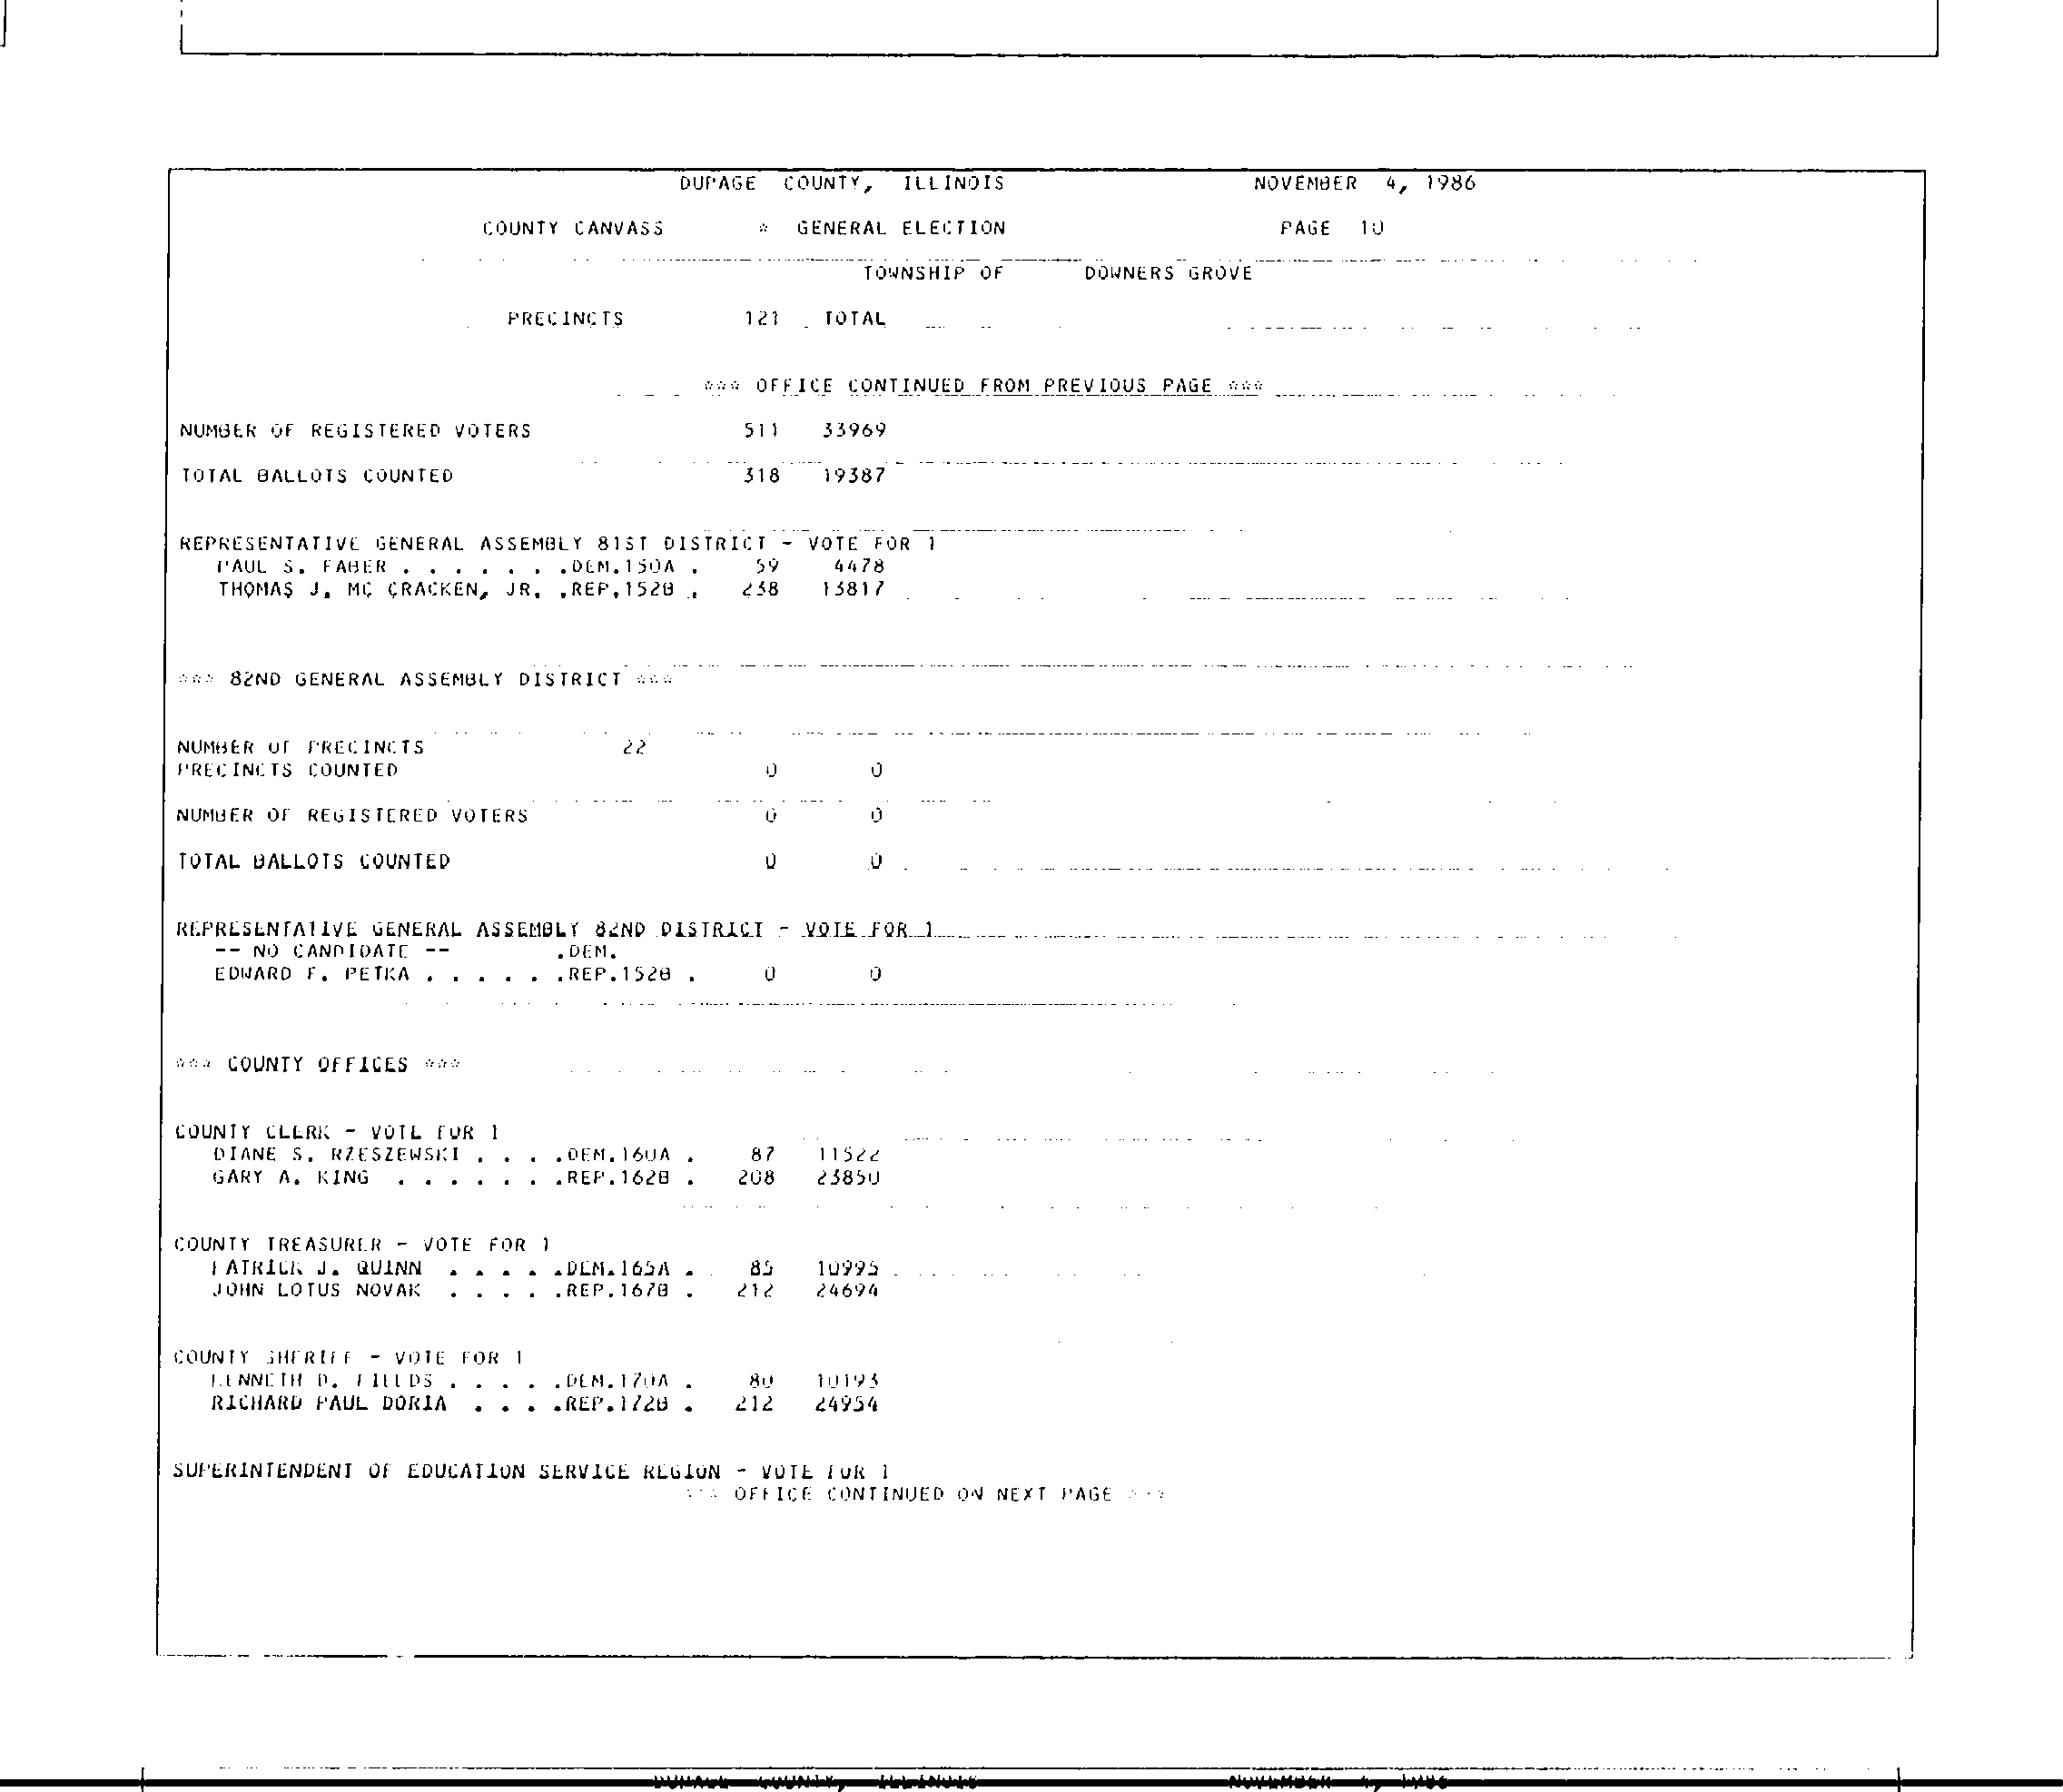 DUPAGE COUNTY, ILLINOIS NOVEMBER 4, 1986
COUNTY CANVASS * GENERAL ELECTION PAGE 10
TOWNSHIP OF DOWNERS GROVE
PRECINCTS 121 TOTAL
*** OFFICE CONTINUED FROM PREVIOUS PAGE ***
NUMBER OF REGISTERED VOTERS 511 33969
TOTAL BALLOTS COUNTED 318 19387
REPRESENTATIVE GENERAL ASSEMBLY 81ST DISTRICT - VOTE FOR 1
PAUL S. FABER . . . . . . .DEM.150A . 59 4478
THOMAS J. MC CRACKEN, JR. .REP.152B . 238 13817
*** 82ND GENERAL ASSEMBLY DISTRICT ***
NUMBER OF PRECINCTS 22
PRECINCTS COUNTED 0 0
NUMBER OF REGISTERED VOTERS 0 0
TOTAL BALLOTS COUNTED 0 0
REPRESENTATIVE GENERAL ASSEMBLY 82ND DISTRICT - VOTE FOR 1
-- NO CANDIDATE -- .DEM.
EDWARD F. PETKA . . . . . .REP.152B . 0 0
*** COUNTY OFFICES ***
COUNTY CLERK - VOTE FOR 1
DIANE S. RZESZEWSKI . . . .DEM.160A . 87 11522
GARY A. KING . . . . . . .REP.162B . 208 23850
COUNTY TREASURER - VOTE FOR 1
PATRICK J. QUINN . . . . .DEM.165A . 85 10995
JOHN LOTUS NOVAK . . . . .REP.167B . 212 24694
COUNTY SHERIFF - VOTE FOR 1
KENNETH D. FIELDS . . . . .DEM.170A . 80 10193
RICHARD PAUL DORIA . . . .REP.172B . 212 24954
SUPERINTENDENT OF EDUCATION SERVICE REGION - VOTE FOR 1
*** OFFICE CONTINUED ON NEXT PAGE ***
DUPAGE COUNTY, ILLINOIS NOVEMBER 4, 1986